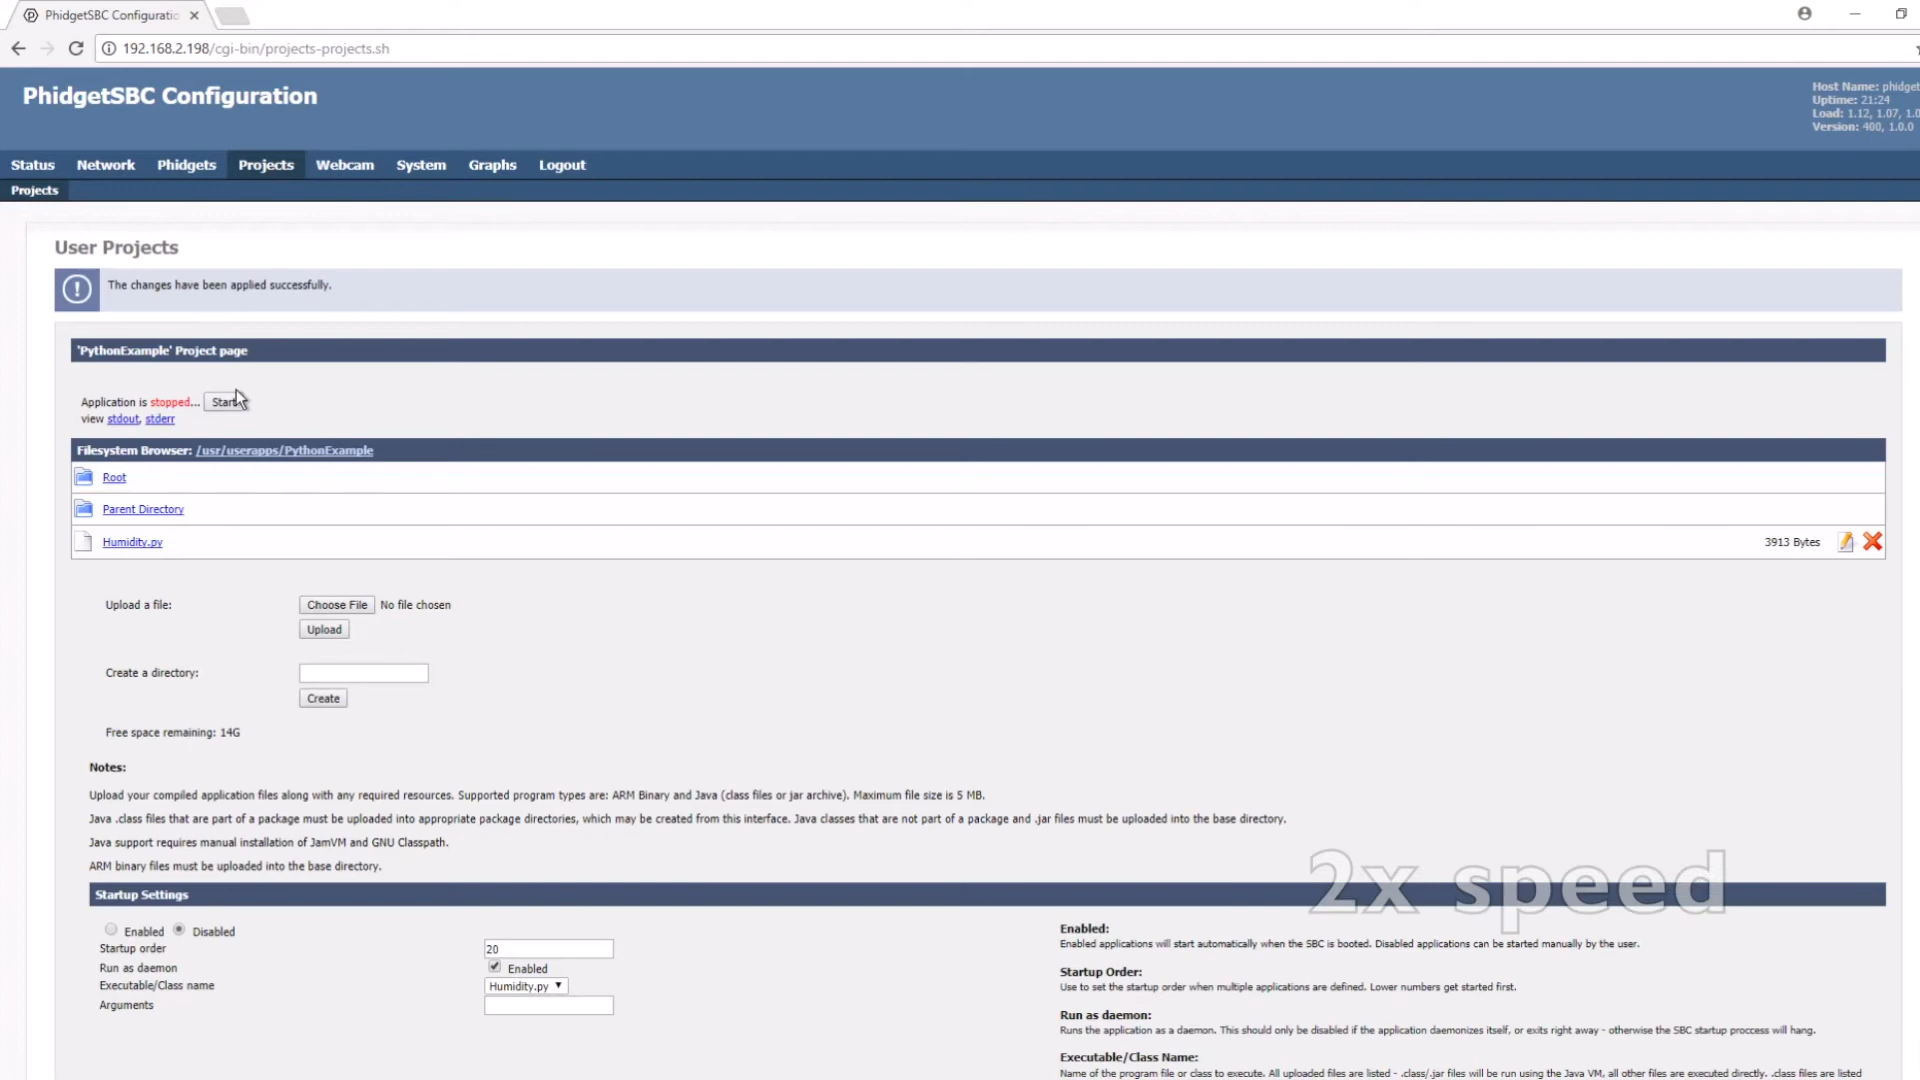 PhidgetSBC Configuratio
192.168.2.198/cgi-bin/projects-projects.sh
PhidgetSBC Configuration
Host Name: phidget
Uptime: 21:24
Load: 1.12, 1.07, 1.0
Version: 400, 1.0.0
Status Network Phidgets Projects Webcam System Graphs Logout
Projects
User Projects
The changes have been applied successfully.
'PythonExample' Project page
Application is stopped... Start
view stdout, stderr
Filesystem Browser: /usr/userapps/PythonExample
Root
Parent Directory
Humidity.py 3913 Bytes
Upload a file: Choose File No file chosen
Upload
Create a directory:
Create
Free space remaining: 14G
Notes:
Upload your compiled application files along with any required resources. Supported program types are: ARM Binary and Java (class files or jar archive). Maximum file size is 5 MB.
Java .class files that are part of a package must be uploaded into appropriate package directories, which may be created from this interface. Java classes that are not part of a package and .jar files must be uploaded into the base directory.
Java support requires manual installation of JamVM and GNU Classpath.
ARM binary files must be uploaded into the base directory.
2x speed
Startup Settings
Enabled Disabled
Startup order 20
Run as daemon Enabled
Executable/Class name Humidity.py
Arguments
Enabled:
Enabled applications will start automatically when the SBC is booted. Disabled applications can be started manually by the user.
Startup Order:
Use to set the startup order when multiple applications are defined. Lower numbers get started first.
Run as daemon:
Runs the application as a daemon. This should only be disabled if the application daemonizes itself, or exits right away - otherwise the SBC startup proccess will hang.
Executable/Class Name:
Name of the program file or class to execute. All uploaded files are listed - .class/.jar files will be run using the Java VM, all other files are executed directly. .class files are listed